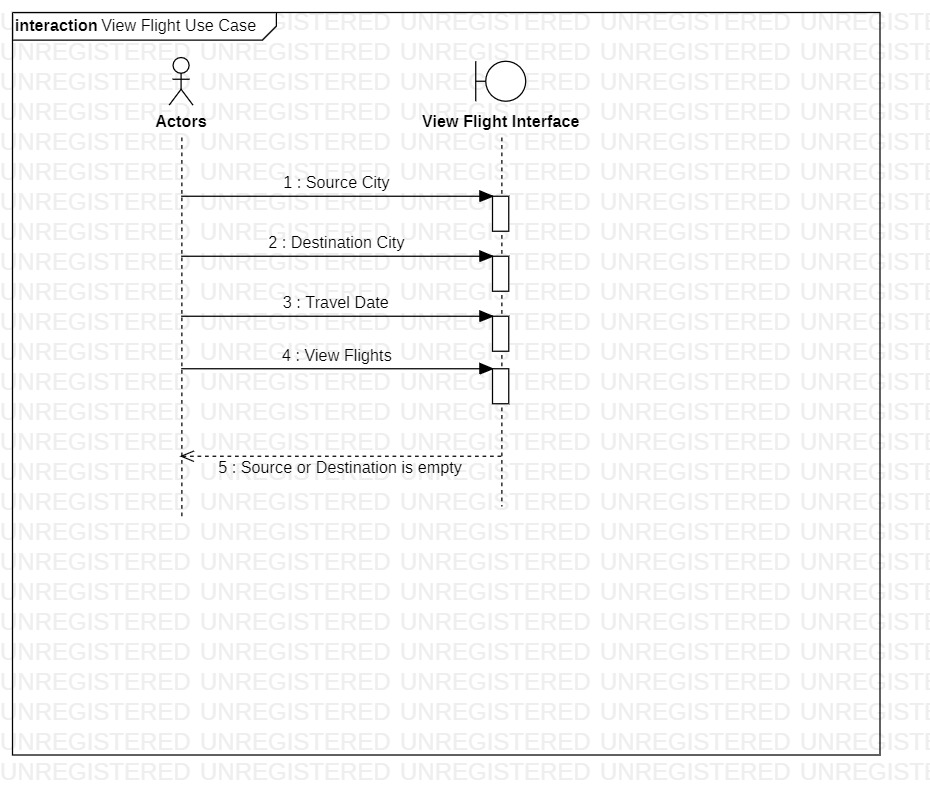 interaction View Flight Use Case
Actors
View Flight Interface
1 : Source City
2 : Destination City
3 : Travel Date
4 : View Flights
5 : Source or Destination is empty
UNREGISTERED UNREGISTERED UNREGISTERED UNREGISTERED